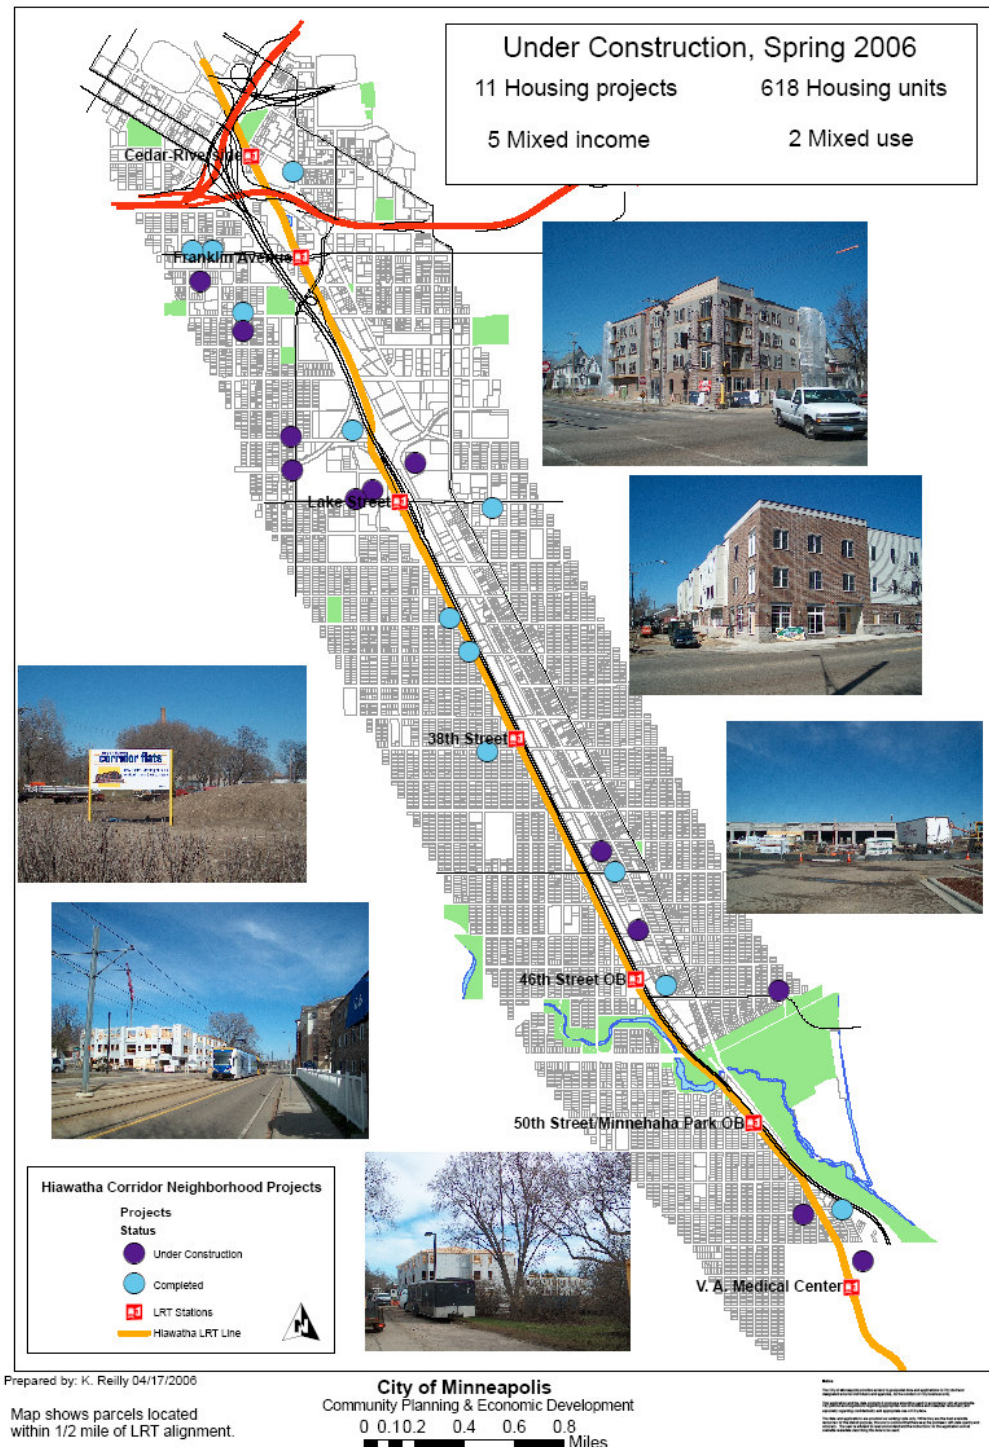 Under Construction, Spring 2006
11 Housing projects 618 Housing units
5 Mixed income 2 Mixed use
Cedar-Riverside
Franklin Avenue
Lake Street
38th Street
corridor flats
46th Street OB
50th Street/Minnehaha Park OB
V. A. Medical Center
Hiawatha Corridor Neighborhood Projects
Projects
Status
Under Construction
Completed
LRT Stations
Hiawatha LRT Line
N
Prepared by: K. Reilly 04/17/2006
Map shows parcels located
within 1/2 mile of LRT alignment.
City of Minneapolis
Community Planning & Economic Development
0 0.10.2 0.4 0.6 0.8
Miles